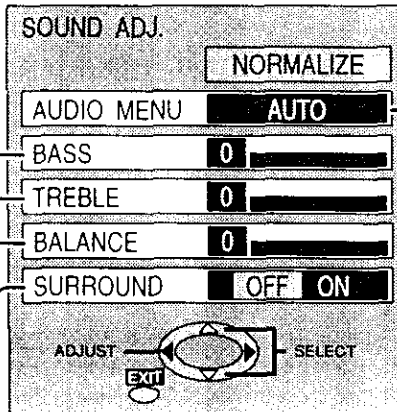 SOUND ADJ.
NORMALIZE
AUDIO MENU AUTO
BASS 0
TREBLE 0
BALANCE 0
SURROUND OFF ON
ADJUST SELECT
EXIT